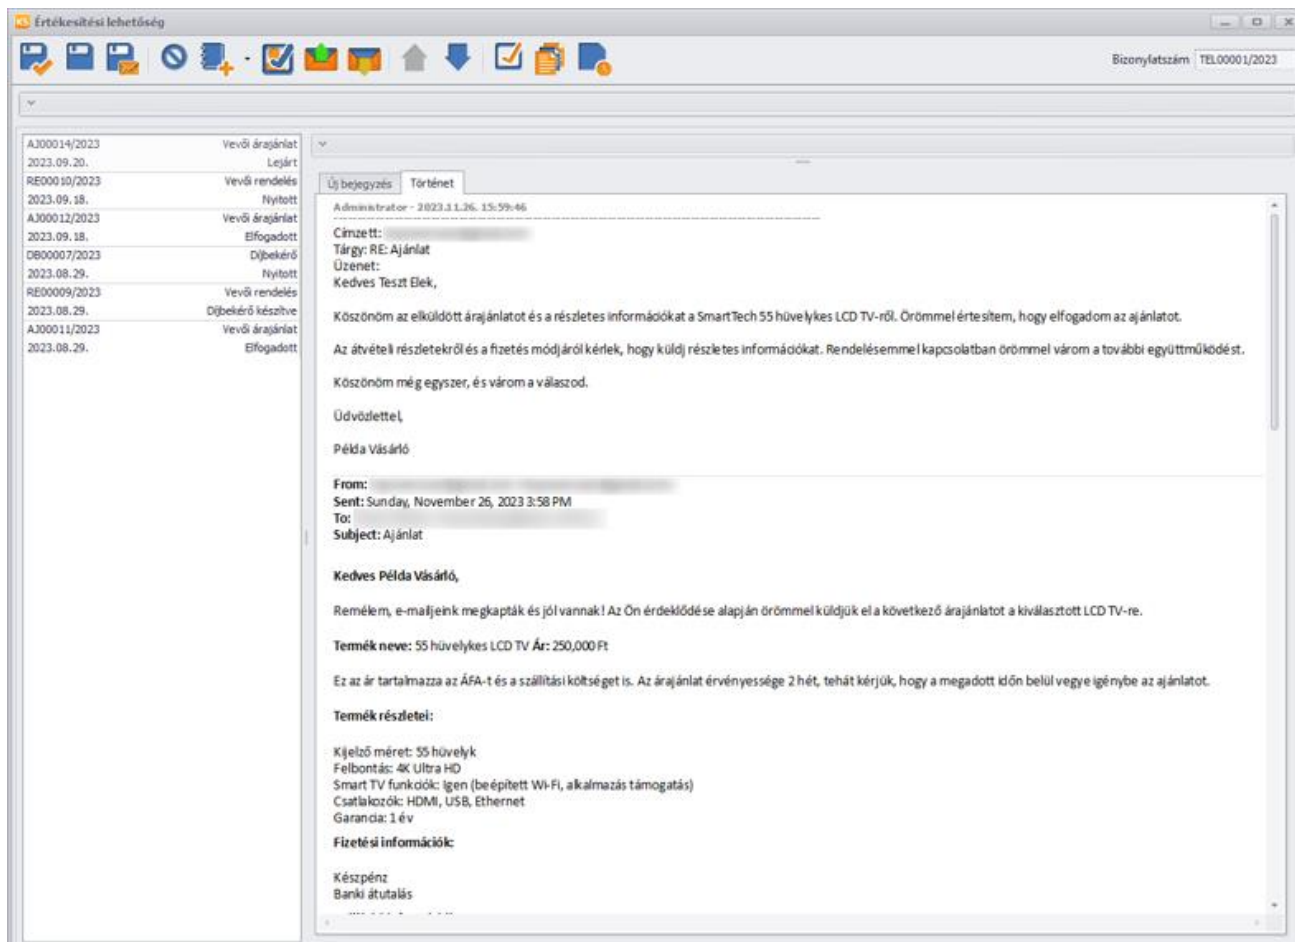 KS Értékesítési lehetőség
Bizonylatszám TEL00001/2023
AJ00014/2023 Vevői árajánlat
2023.09.20. Lejárt
RE00010/2023 Vevői rendelés
2023.09.18. Nyitott
AJ00012/2023 Vevői árajánlat
2023.09.18. Elfogadott
DB00007/2023 Díjbekérő
2023.08.29. Nyitott
RE00009/2023 Vevői rendelés
2023.08.29. Díjbekérő készítve
AJ00011/2023 Vevői árajánlat
2023.08.29. Elfogadott
Új bejegyzés Történet
Administrator - 2023.11.26. 15:59:46
Címzett:
Tárgy: RE: Ajánlat
Üzenet:
Kedves Teszt Elek,
Köszönöm az elküldött árajánlatot és a részletes információkat a SmartTech 55 hüvelykes LCD TV-ről. Örömmel értesítem, hogy elfogadom az ajánlatot.
Az átvételi részletekről és a fizetés módjáról kérlek, hogy küldj részletes információkat. Rendelésemmel kapcsolatban örömmel várom a további együttműködést.
Köszönöm még egyszer, és várom a válaszod.
Üdvözlettel,
Példa Vásárló
From:
Sent: Sunday, November 26, 2023 3:58 PM
To:
Subject: Ajánlat
Kedves Példa Vásárló,
Remélem, e-mailjeink megkapták és jól vannak! Az Ön érdeklődése alapján örömmel küldjük el a következő árajánlatot a kiválasztott LCD TV-re.
Termék neve: 55 hüvelykes LCD TV Ár: 250,000 Ft
Ez az ár tartalmazza az ÁFA-t és a szállítási költséget is. Az árajánlat érvényessége 2 hét, tehát kérjük, hogy a megadott időn belül vegye igénybe az ajánlatot.
Termék részletei:
Kijelző méret: 55 hüvelyk
Felbontás: 4K Ultra HD
Smart TV funkciók: Igen (beépített Wi-Fi, alkalmazás támogatás)
Csatlakozók: HDMI, USB, Ethernet
Garancia: 1 év
Fizetési információk:
Készpénz
Banki átutalás